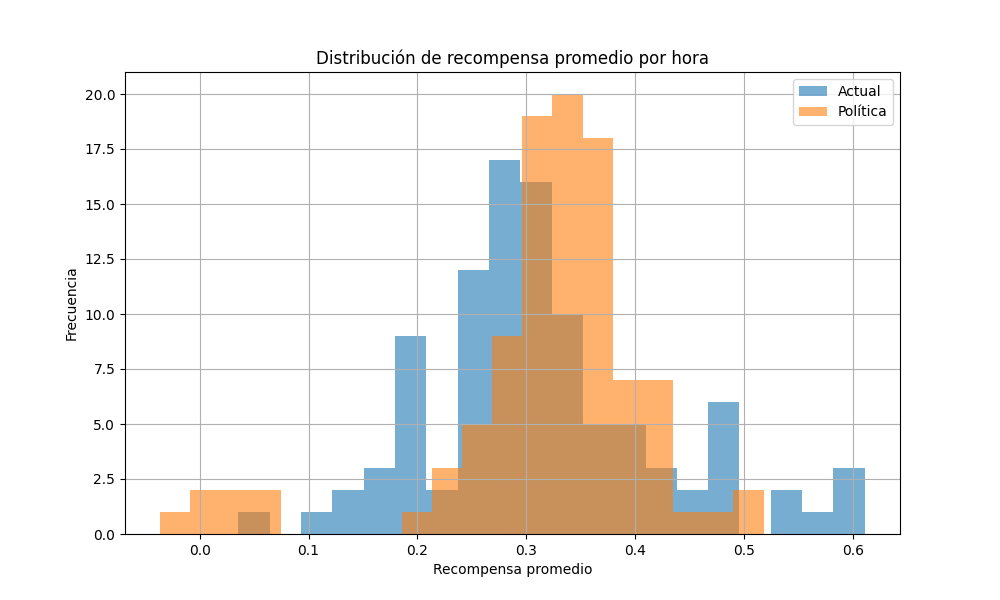 Distribución de recompensa promedio por hora
Actual
Política
20.0
17.5
15.0
12.5
10.0
7.5
5.0
2.5
0.0
Frecuencia
0.0 0.1 0.2 0.3 0.4 0.5 0.6
Recompensa promedio